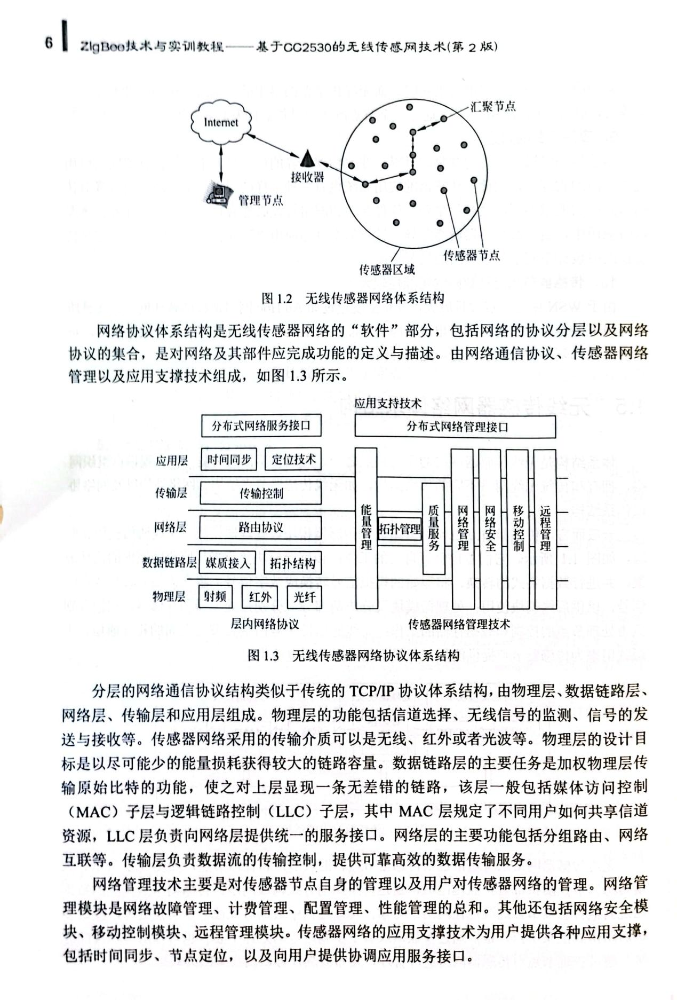 6
ZigBee技术与实训教程——基于CC2530的无线传感网技术(第 2 版)
Internet
汇聚节点
接收器
管理节点
传感器节点
传感器区域
图 1.2 无线传感器网络体系结构
网络协议体系结构是无线传感器网络的“软件”部分，包括网络的协议分层以及网络
协议的集合，是对网络及其部件应完成功能的定义与描述。由网络通信协议、传感器网络
管理以及应用支撑技术组成，如图 1.3 所示。
应用支持技术
分布式网络服务接口
分布式网络管理接口
应用层
时间同步
定位技术
传输层
传输控制
网络层
路由协议
数据链路层
媒质接入
拓扑结构
物理层
射频
红外
光纤
能量管理
拓扑管理
质量服务
网络管理
网络安全
移动控制
远程管理
层内网络协议
传感器网络管理技术
图 1.3 无线传感器网络协议体系结构
分层的网络通信协议结构类似于传统的 TCP/IP 协议体系结构，由物理层、数据链路层、
网络层、传输层和应用层组成。物理层的功能包括信道选择、无线信号的监测、信号的发
送与接收等。传感器网络采用的传输介质可以是无线、红外或者光波等。物理层的设计目
标是以尽可能少的能量损耗获得较大的链路容量。数据链路层的主要任务是加权物理层传
输原始比特的功能，使之对上层显现一条无差错的链路，该层一般包括媒体访问控制
（MAC）子层与逻辑链路控制（LLC）子层，其中 MAC 层规定了不同用户如何共享信道
资源，LLC 层负责向网络层提供统一的服务接口。网络层的主要功能包括分组路由、网络
互联等。传输层负责数据流的传输控制，提供可靠高效的数据传输服务。
网络管理技术主要是对传感器节点自身的管理以及用户对传感器网络的管理。网络管
理模块是网络故障管理、计费管理、配置管理、性能管理的总和。其他还包括网络安全模
块、移动控制模块、远程管理模块。传感器网络的应用支撑技术为用户提供各种应用支撑，
包括时间同步、节点定位，以及向用户提供协调应用服务接口。